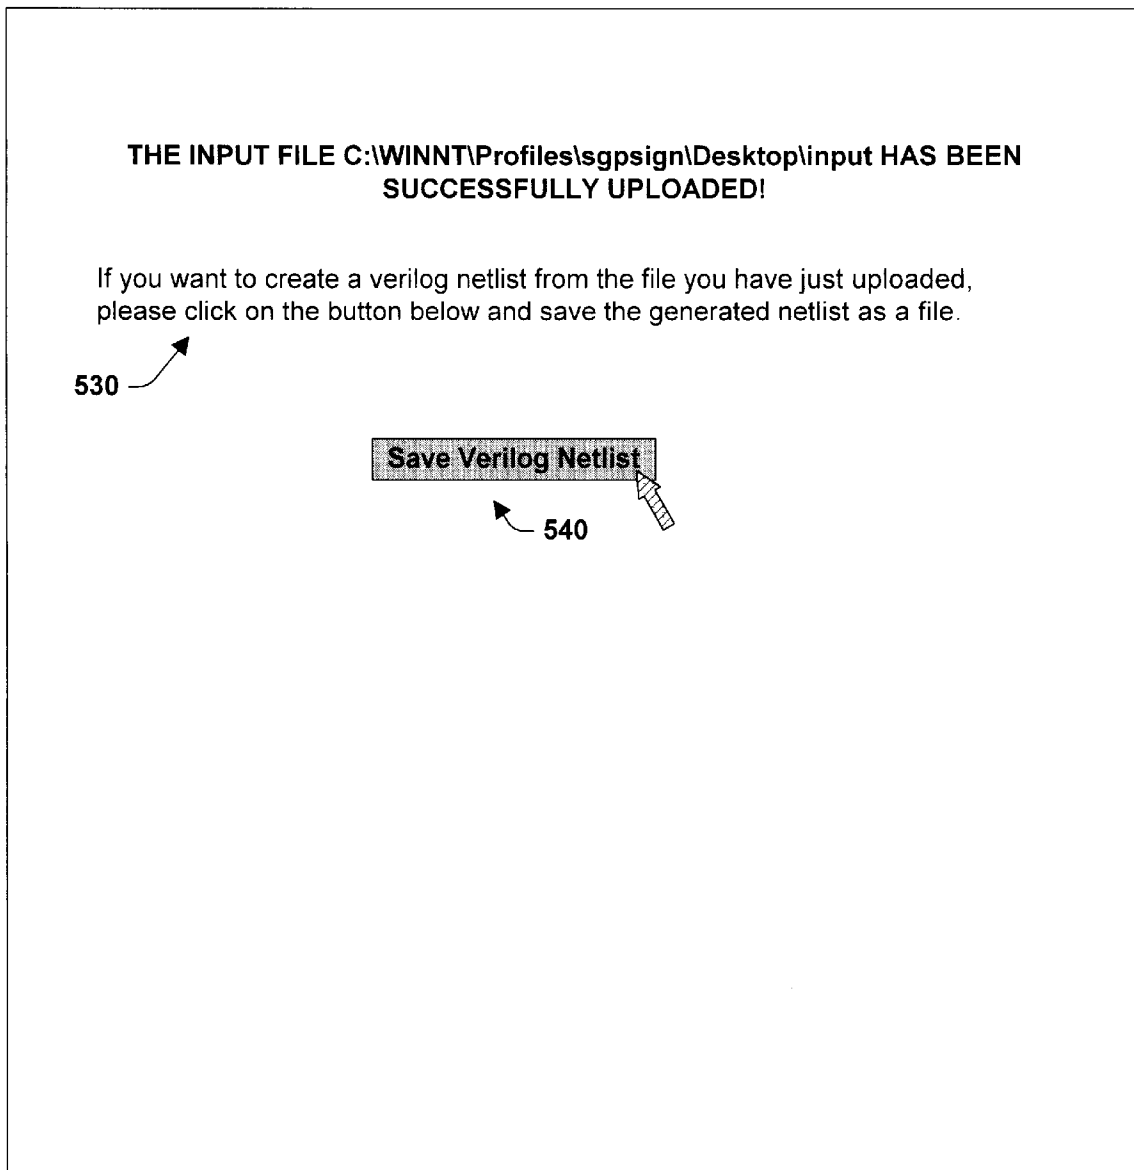 THE INPUT FILE C:\WINNT\Profiles\sgpsign\Desktop\input HAS BEEN
SUCCESSFULLY UPLOADED!
If you want to create a verilog netlist from the file you have just uploaded,
please click on the button below and save the generated netlist as a file.
530
Save Verilog Netlist
540